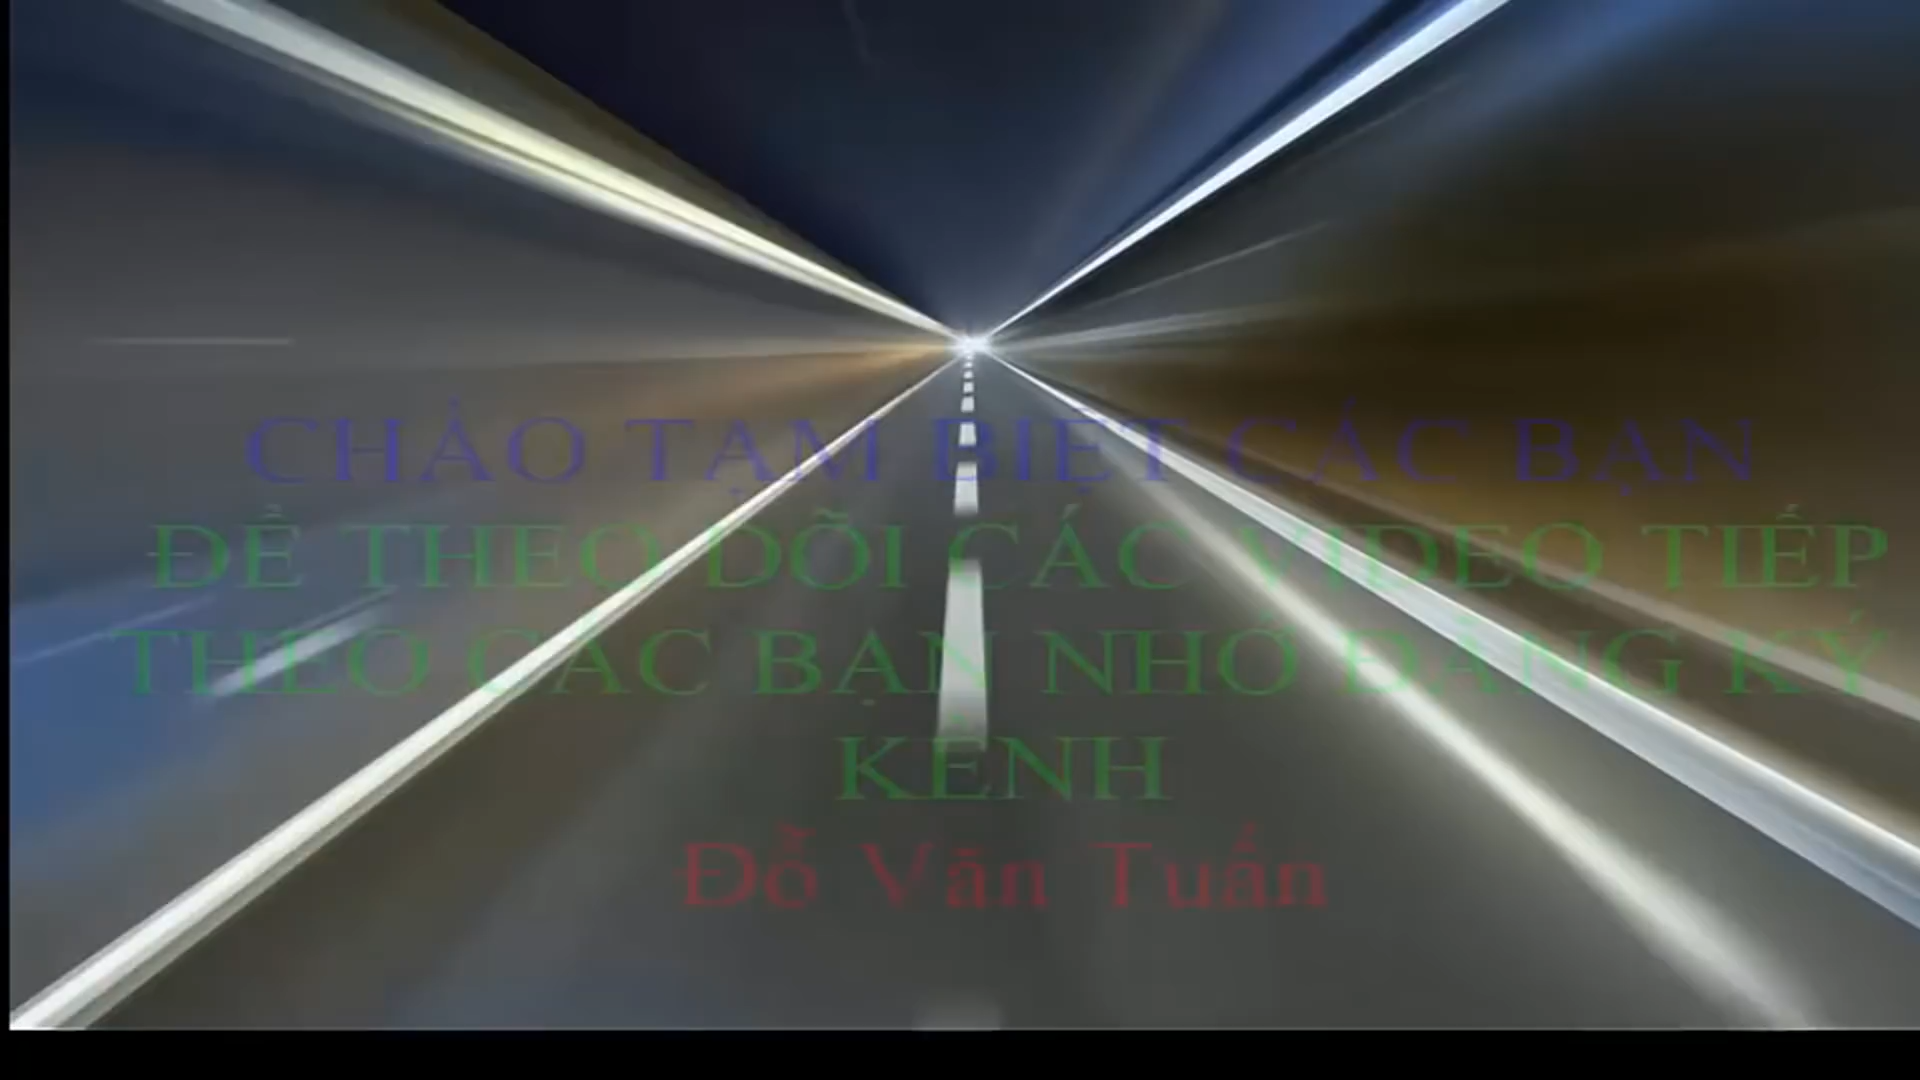 CHÀO TẠM BIỆT CÁC BẠN
ĐỂ THEO DÕI CÁC VIDEO TIẾP
THEO CÁC BẠN NHỚ ĐĂNG KÝ
KÊNH
Đỗ Văn Tuấn